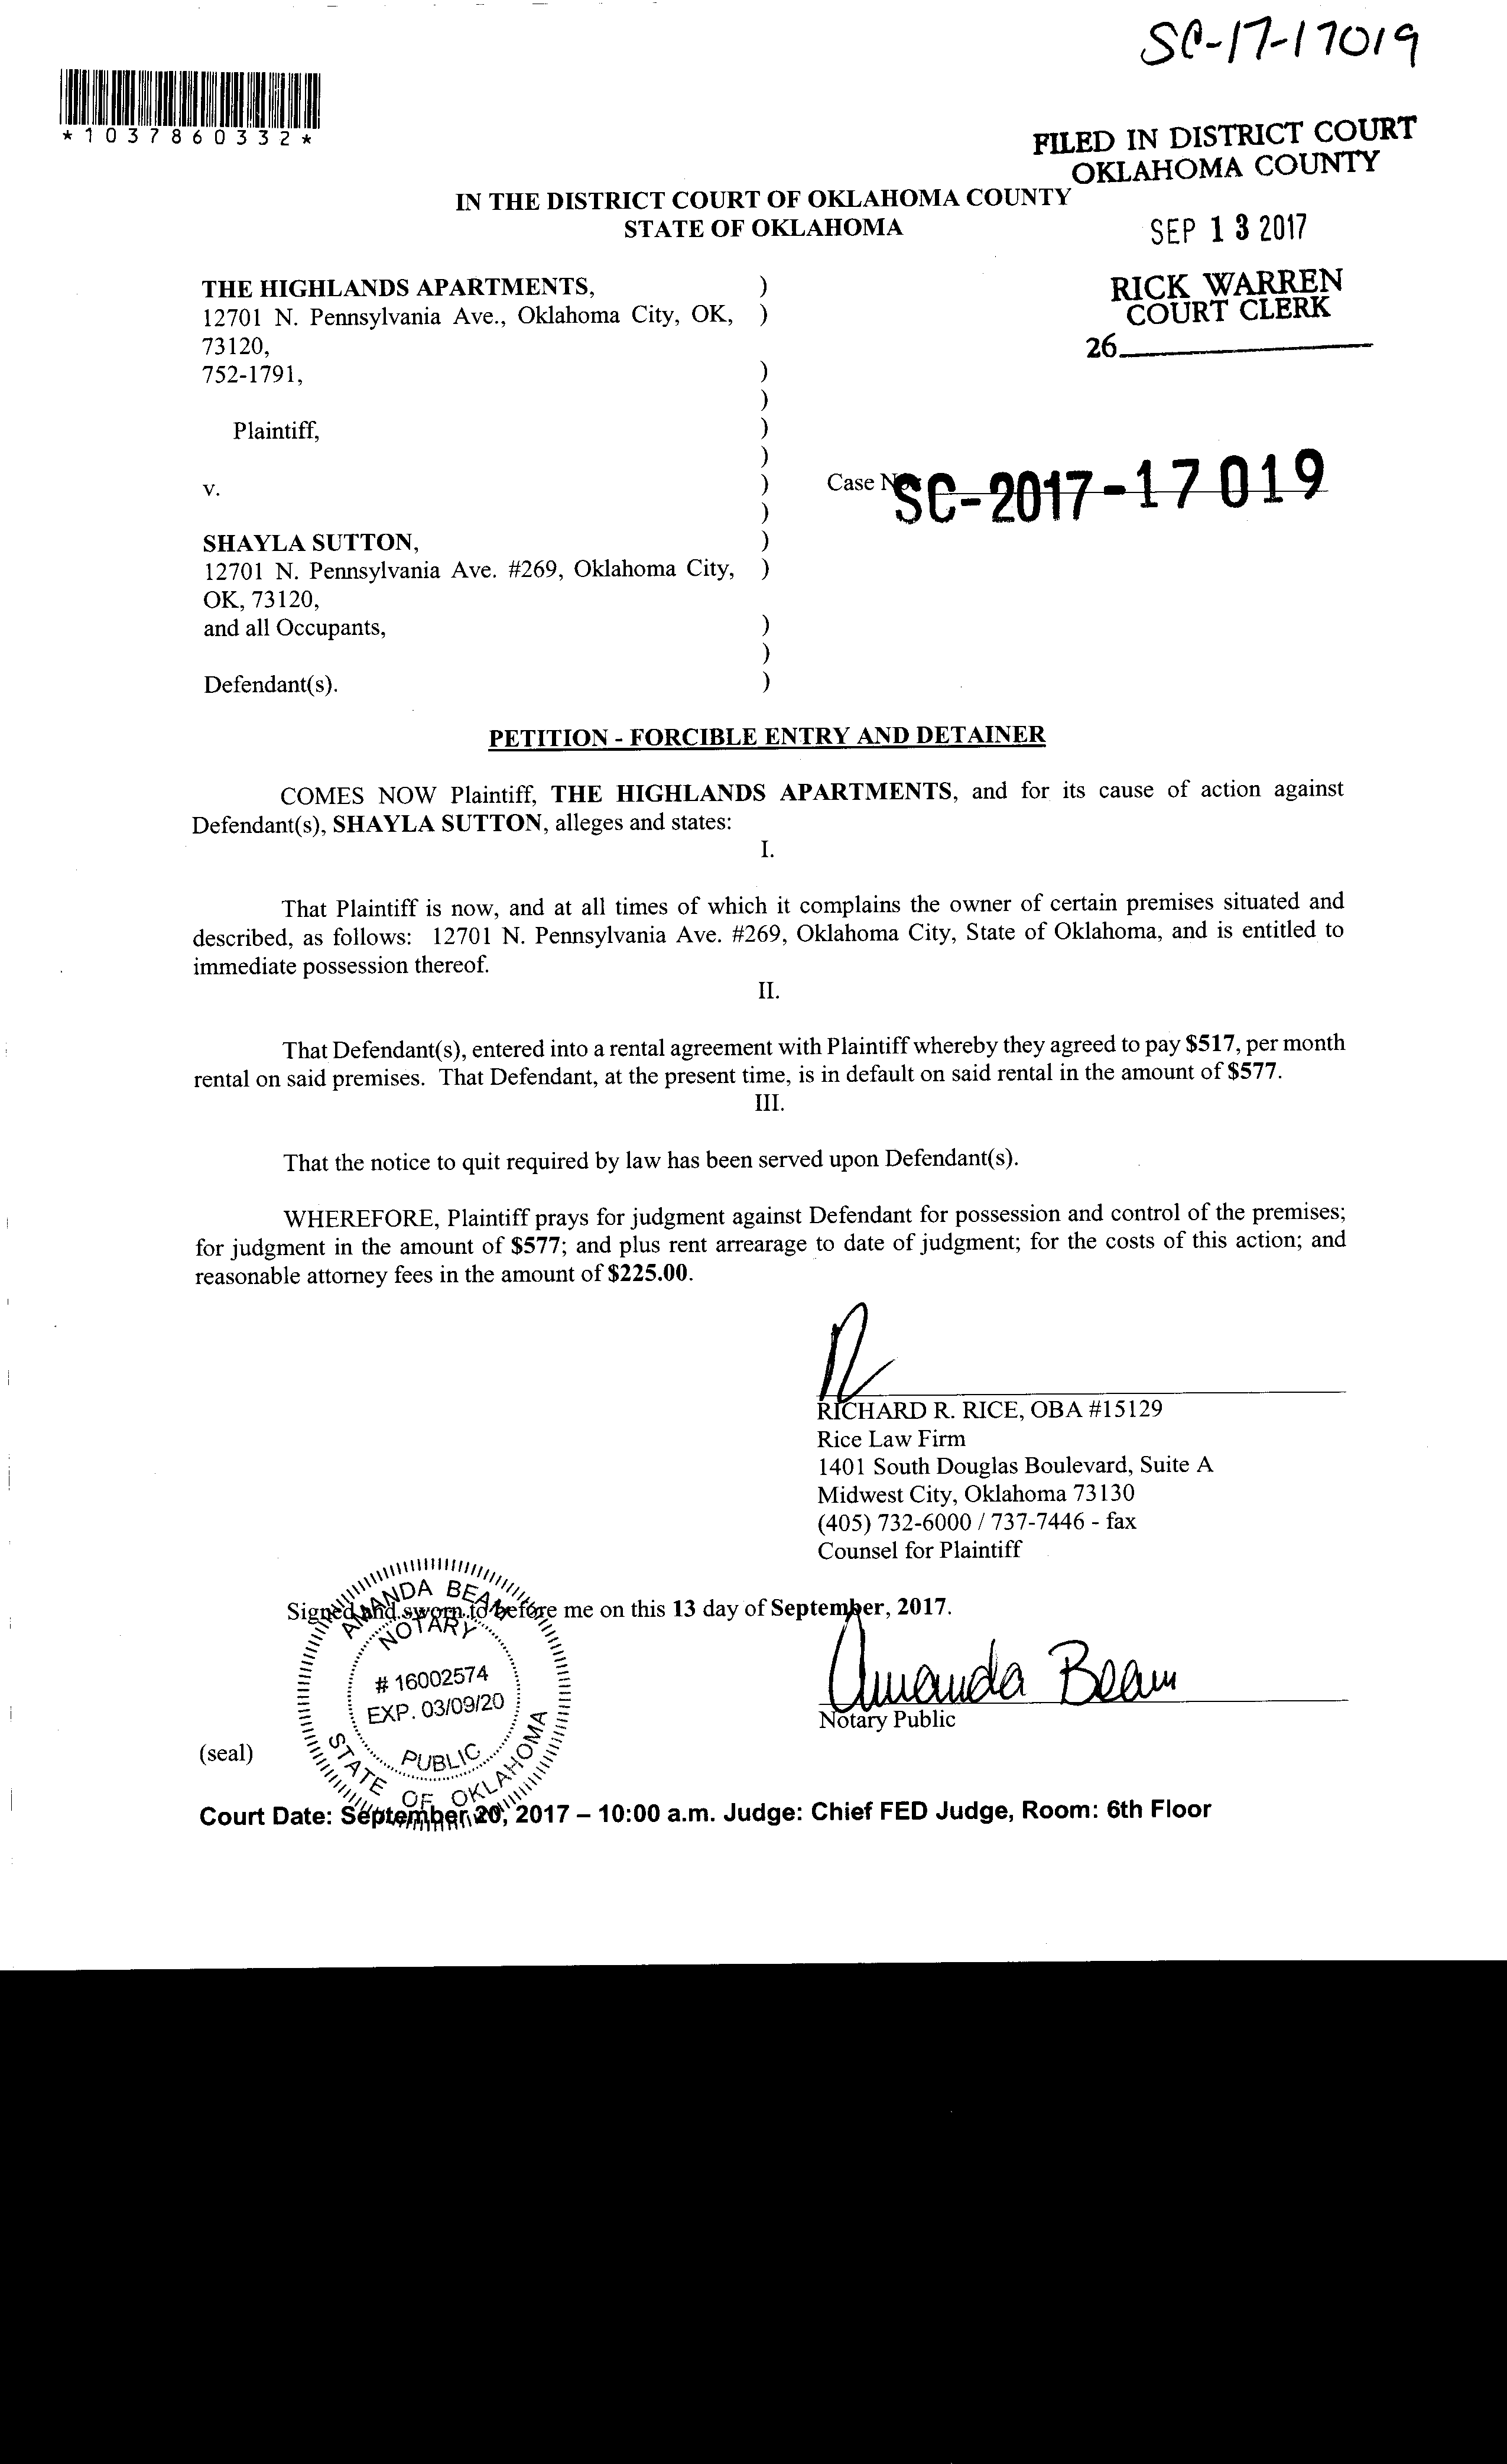 SC-17-17019
*1037860332*
FILED IN DISTRICT COURT
OKLAHOMA COUNTY
IN THE DISTRICT COURT OF OKLAHOMA COUNTY
STATE OF OKLAHOMA
SEP 13 2017
RICK WARREN
COURT CLERK
26
THE HIGHLANDS APARTMENTS, )
12701 N. Pennsylvania Ave., Oklahoma City, OK, )
73120,
752-1791, )
)
Plaintiff, )
)
v. )
Case No. SC-2017-17019
)
SHAYLA SUTTON, )
12701 N. Pennsylvania Ave. #269, Oklahoma City, )
OK, 73120,
and all Occupants, )
)
Defendant(s). )
PETITION - FORCIBLE ENTRY AND DETAINER
COMES NOW Plaintiff, THE HIGHLANDS APARTMENTS, and for its cause of action against
Defendant(s), SHAYLA SUTTON, alleges and states:
I.
That Plaintiff is now, and at all times of which it complains the owner of certain premises situated and
described, as follows: 12701 N. Pennsylvania Ave. #269, Oklahoma City, State of Oklahoma, and is entitled to
immediate possession thereof.
II.
That Defendant(s), entered into a rental agreement with Plaintiff whereby they agreed to pay $517, per month
rental on said premises. That Defendant, at the present time, is in default on said rental in the amount of $577.
III.
That the notice to quit required by law has been served upon Defendant(s).
WHEREFORE, Plaintiff prays for judgment against Defendant for possession and control of the premises;
for judgment in the amount of $577; and plus rent arrearage to date of judgment; for the costs of this action; and
reasonable attorney fees in the amount of $225.00.
RICHARD R. RICE, OBA #15129
Rice Law Firm
1401 South Douglas Boulevard, Suite A
Midwest City, Oklahoma 73130
(405) 732-6000 / 737-7446 - fax
Counsel for Plaintiff
Signed and sworn to before me on this 13 day of September, 2017.
AMANDA BEAM
NOTARY
# 16002574
EXP. 03/09/20
PUBLIC
STATE OF OKLAHOMA
Amanda Beam
Notary Public
(seal)
Court Date: September 20, 2017 – 10:00 a.m. Judge: Chief FED Judge, Room: 6th Floor